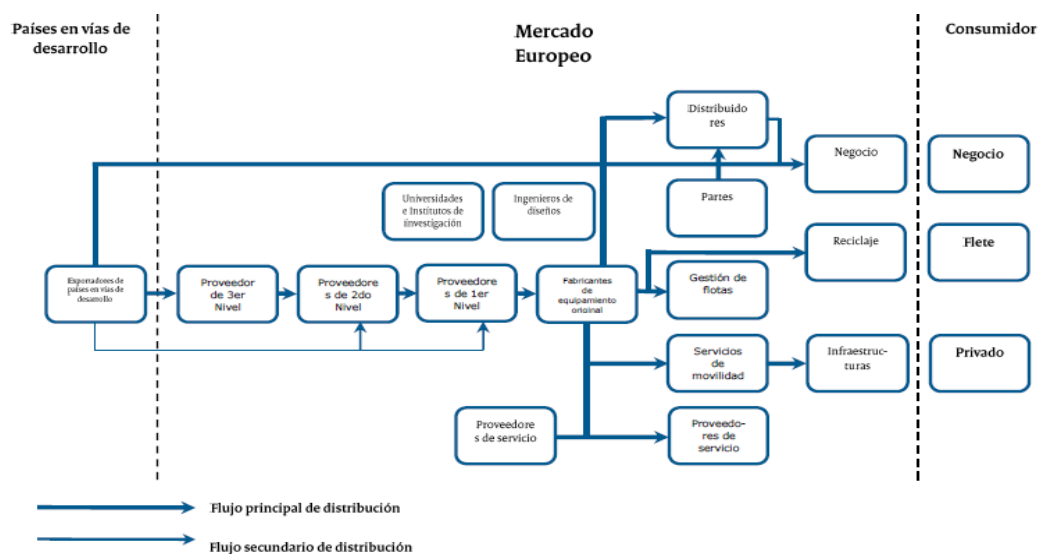 Países en vías de
desarrollo
Mercado
Europeo
Consumidor
Distribuido
res
Negocio
Negocio
Universidades
e Institutos de
iinvestigación
Ingenieros de
diseños
Partes
Reciclaje
Flete
Exportadores de
países en vías de
desarrollo
Proveedor
de 3er
Nivel
Proveedore
s de 2do
Nivel
Proveedore
s de 1er
Nivel
Fabricantes
de
equipamiento
original
Gestión de
flotas
Servicios
de
movilidad
Infraestruc-
turas
Privado
Proveedore
s de servicio
Proveedo-
res de
servicio
Flujo principal de distribución
Flujo secundario de distribución